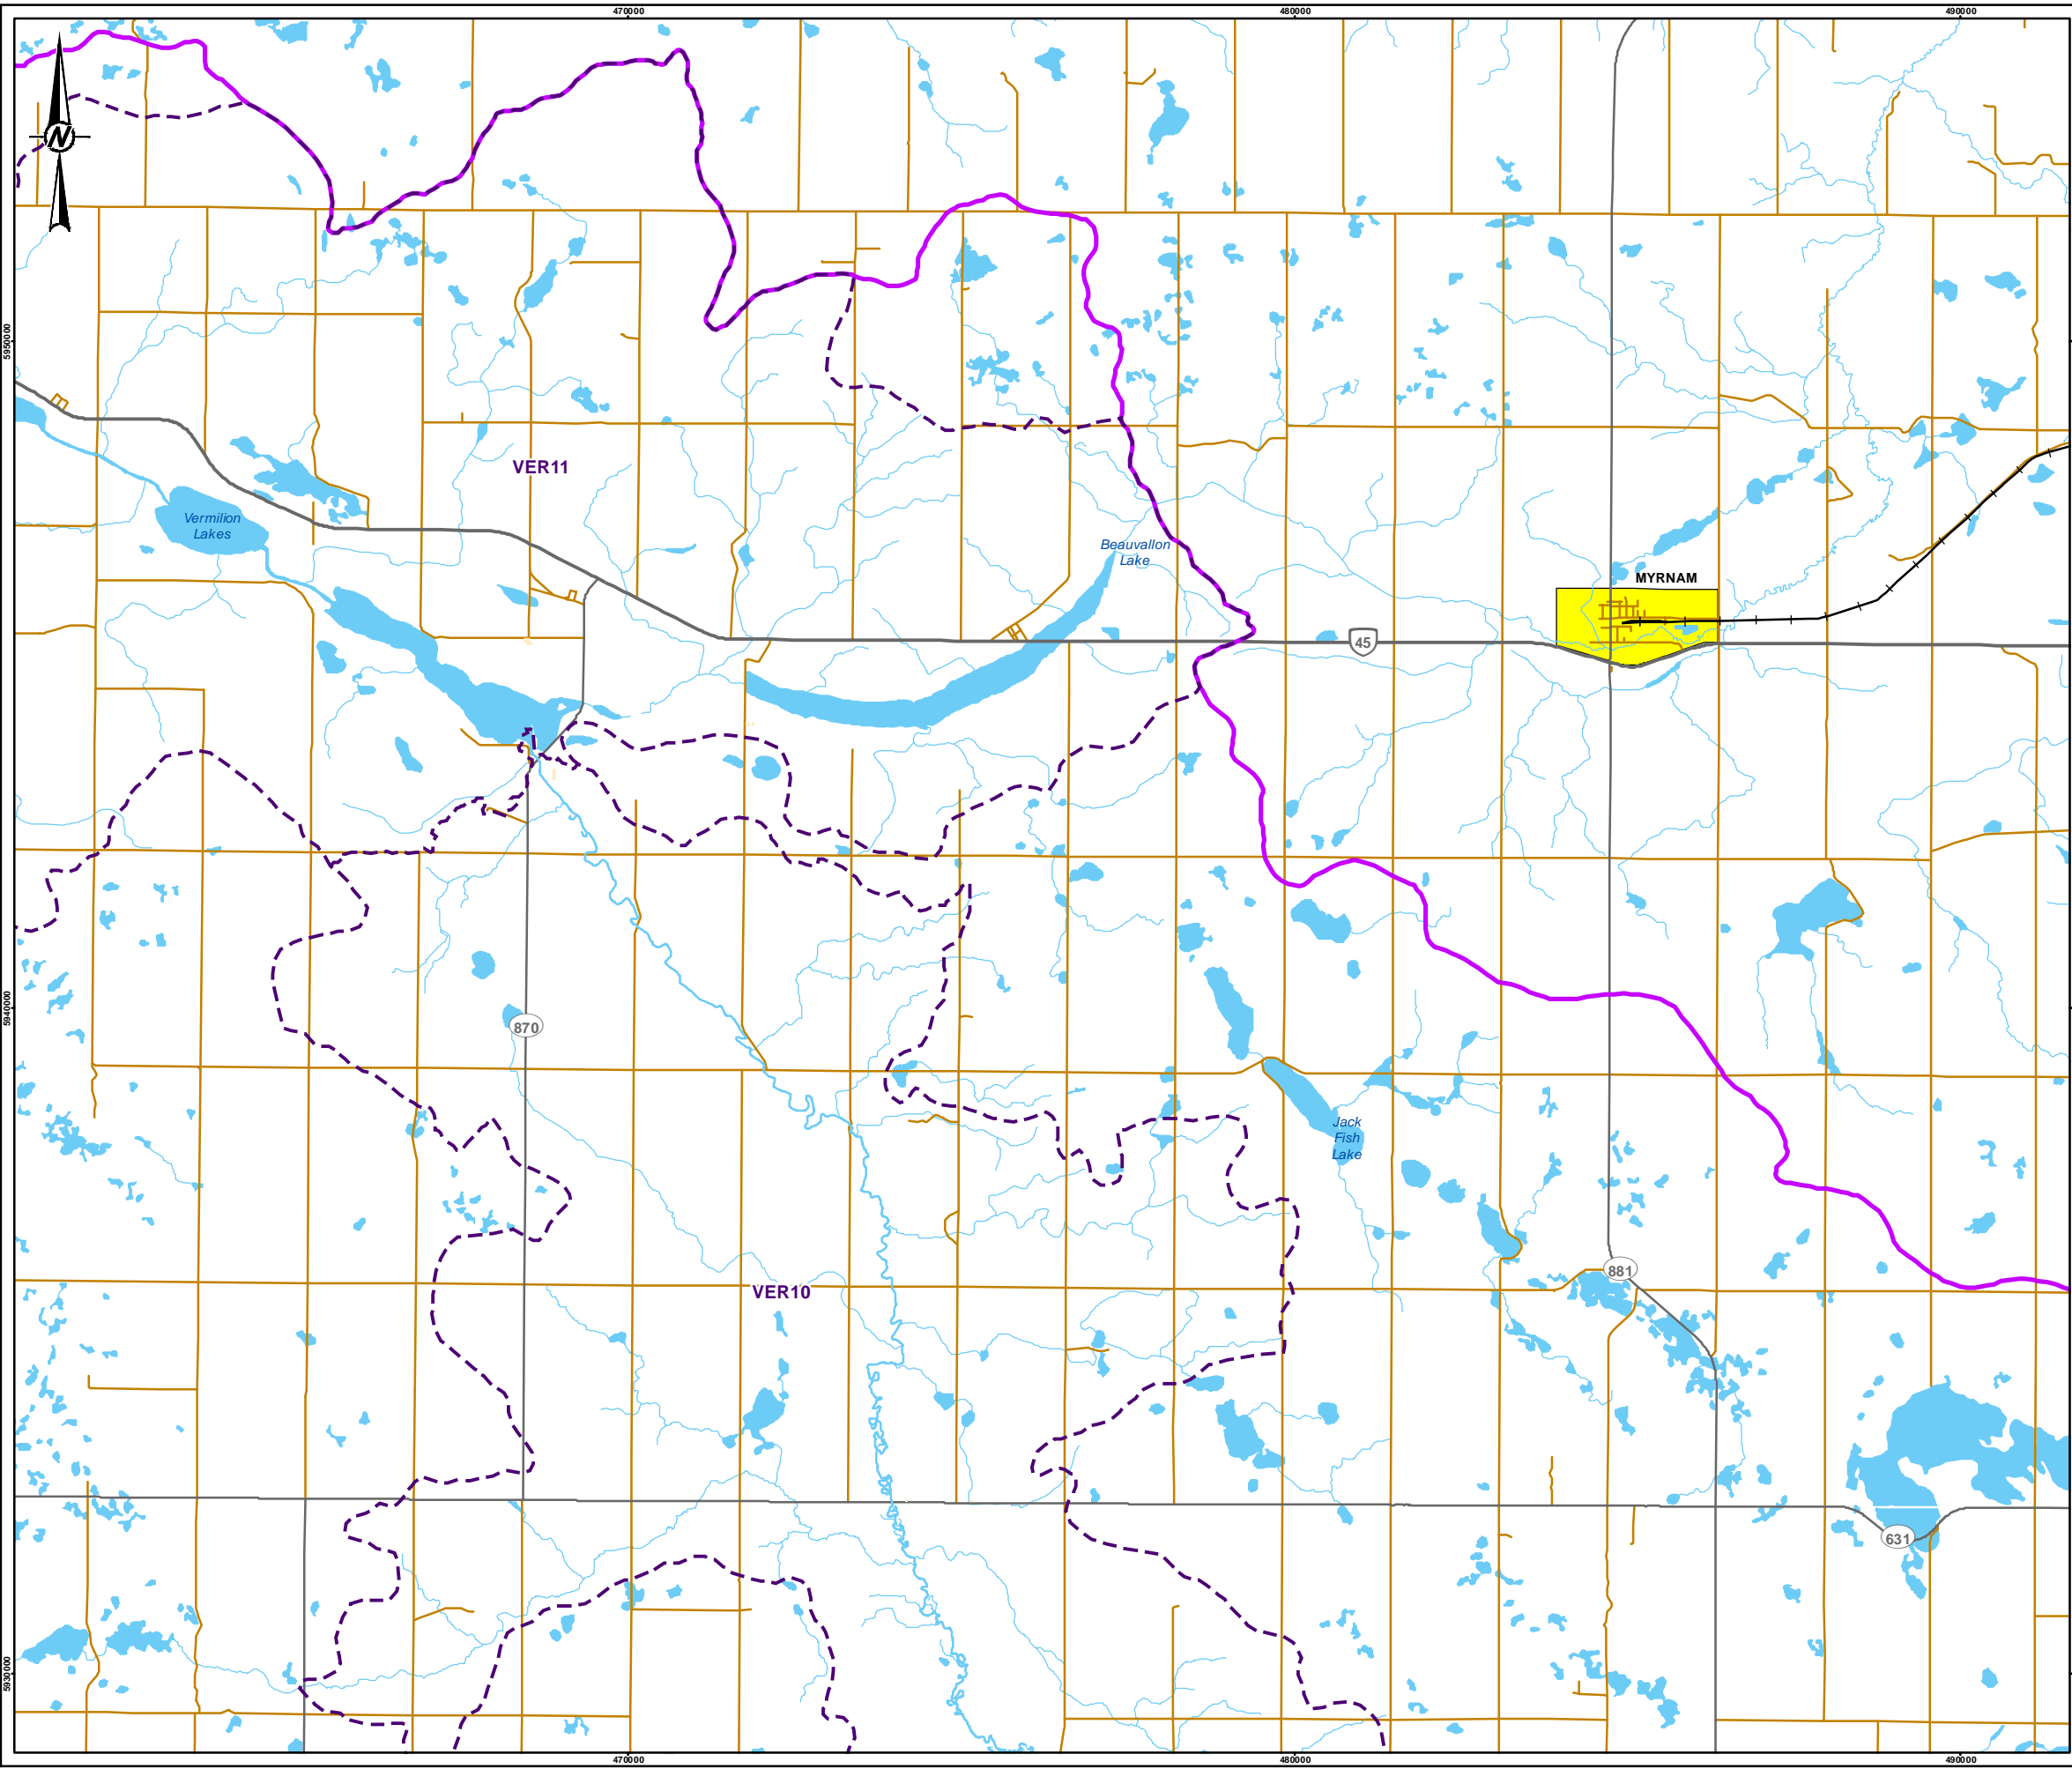 470000
480000
490000
N
5950000
VER11
Vermilion
Lakes
Beauvallon
Lake
MYRNAM
45
5940000
870
Jack
Fish
Lake
881
VER10
631
5930000
470000
480000
490000